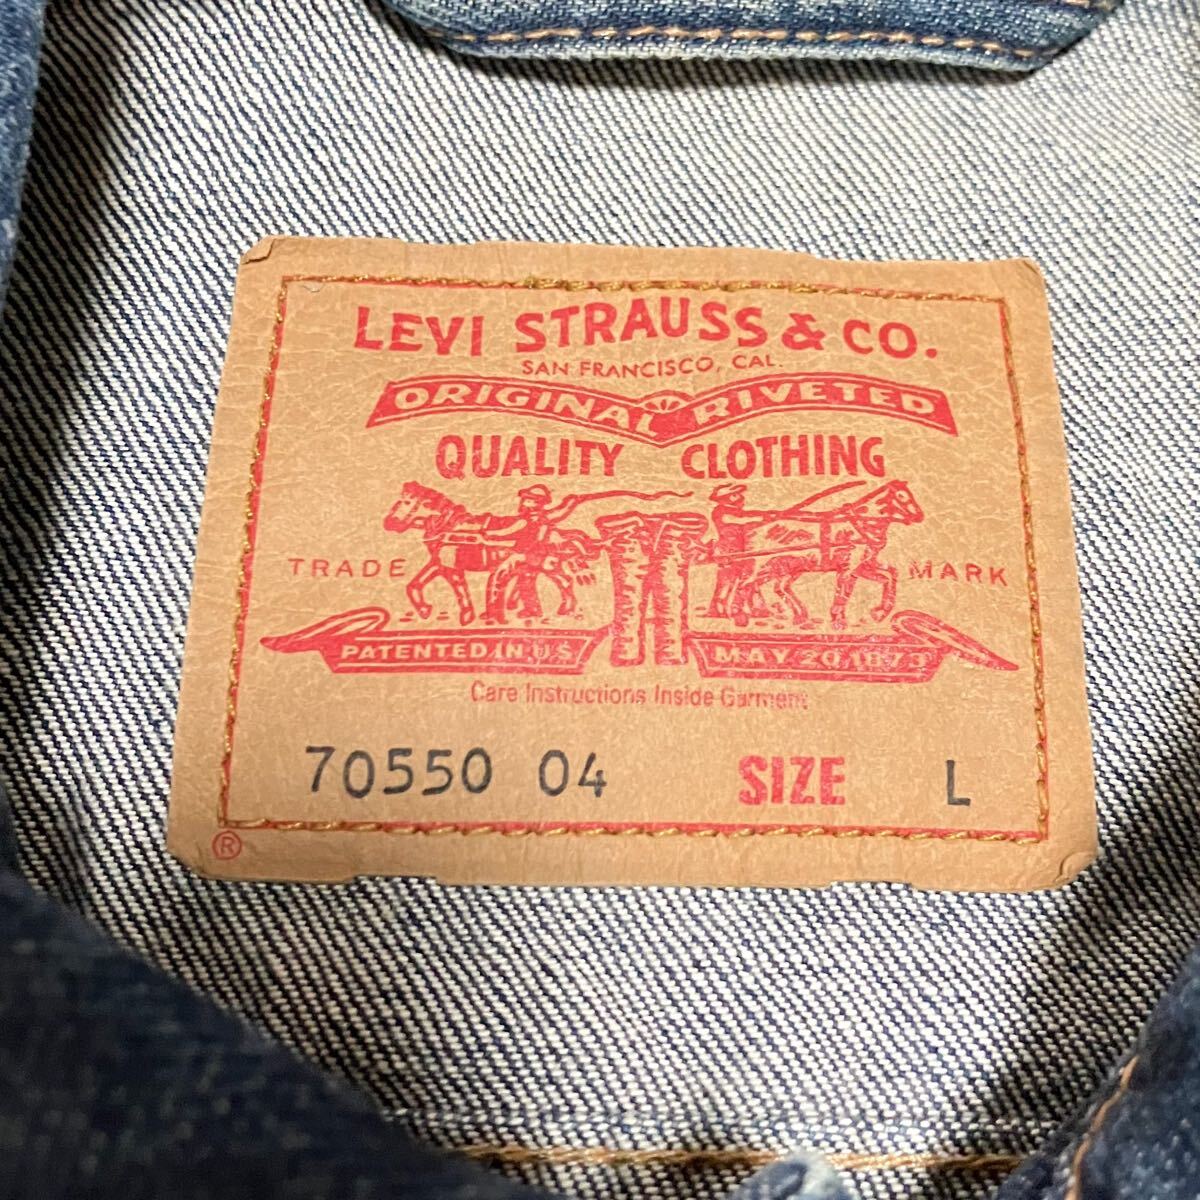 LEVI STRAUSS & CO.
SAN FRANCISCO, CAL.
ORIGINAL RIVETED
QUALITY CLOTHING
TRADE MARK
PATENTED IN U.S. MAY 20 1873
Care Instructions Inside Garment
70550 04 SIZE L
®